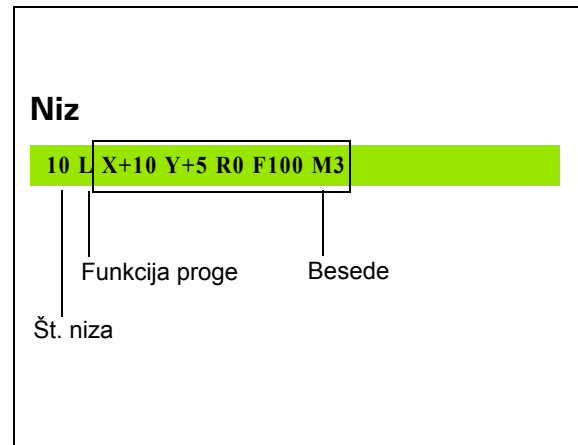 Niz
10 L X+10 Y+5 R0 F100 M3
Funkcija proge
Besede
Št. niza